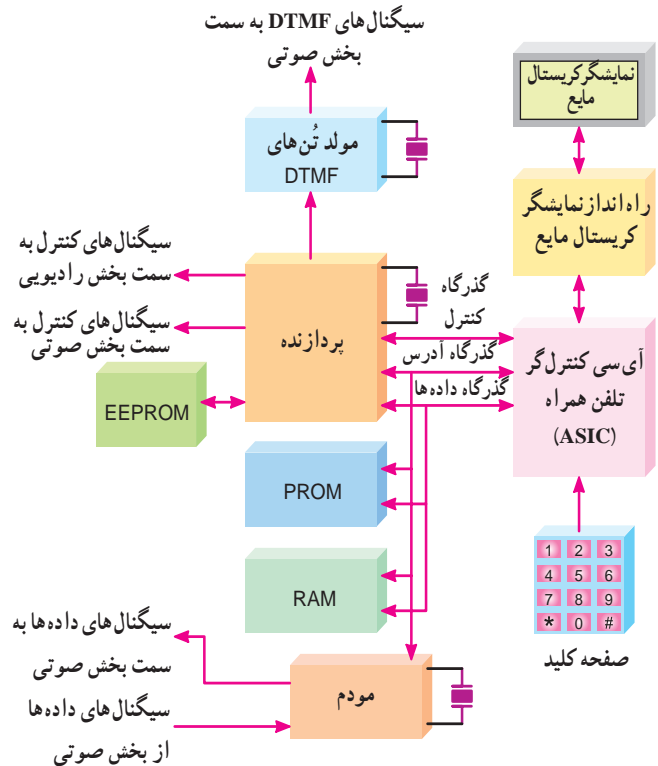 سیگنال‌های DTMF به سمت
بخش صوتی
نمایشگر کریستال
مایع
مولد تُن‌های
DTMF
راه انداز نمایشگر
کریستال مایع
سیگنال‌های کنترل به
سمت بخش رادیویی
سیگنال‌های کنترل به
سمت بخش صوتی
پردازنده
گذرگاه
کنترل
گذرگاه آدرس
گذرگاه داده‌ها
آی‌سی کنترل‌گر
تلفن همراه
(ASIC)
EEPROM
PROM
RAM
1 2 3
4 5 6
7 8 9
* 0 #
صفحه کلید
سیگنال‌های داده‌ها به
سمت بخش صوتی
سیگنال‌های داده‌ها
از بخش صوتی
مودم